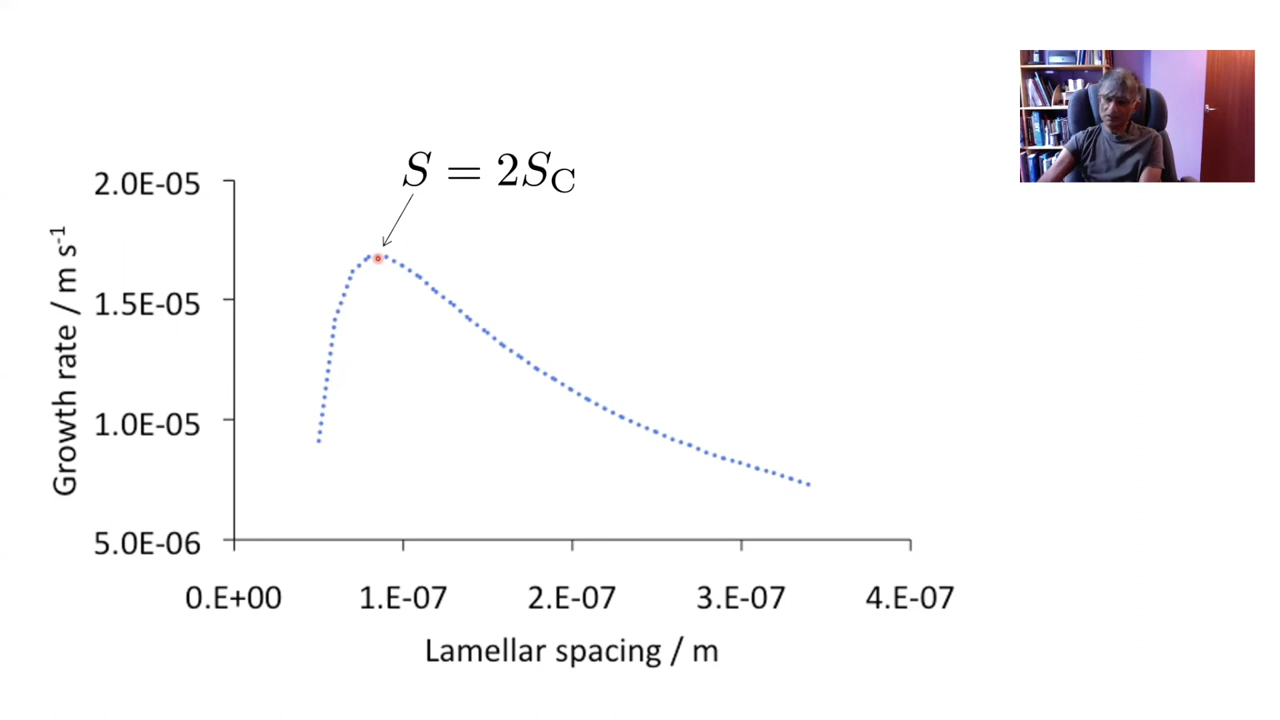 S = 2S_C
2.0E-05
1.5E-05
1.0E-05
5.0E-06
Growth rate / m s⁻¹
0.E+00 1.E-07 2.E-07 3.E-07 4.E-07
Lamellar spacing / m